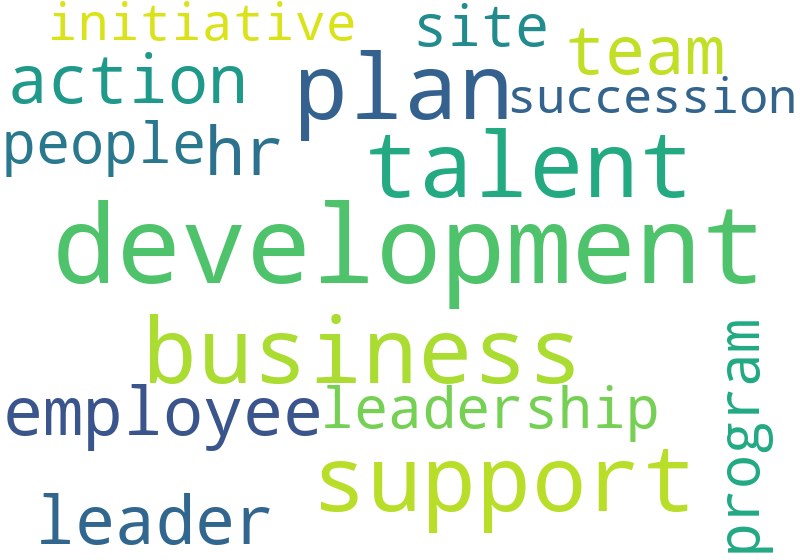 initiative
site
team
action
plan
succession
people
hr
talent
development
business
program
employee
leadership
support
leader